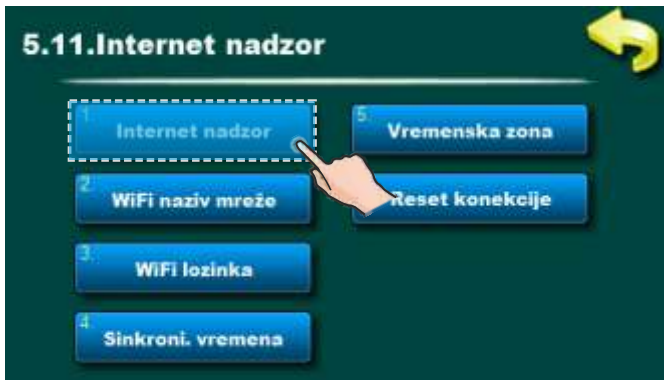 5.11.Internet nadzor
1.
Internet nadzor
2.
WiFi naziv mreže
3.
WiFi lozinka
4.
Sinkroni. vremena
5.
Vremenska zona
Reset konekcije